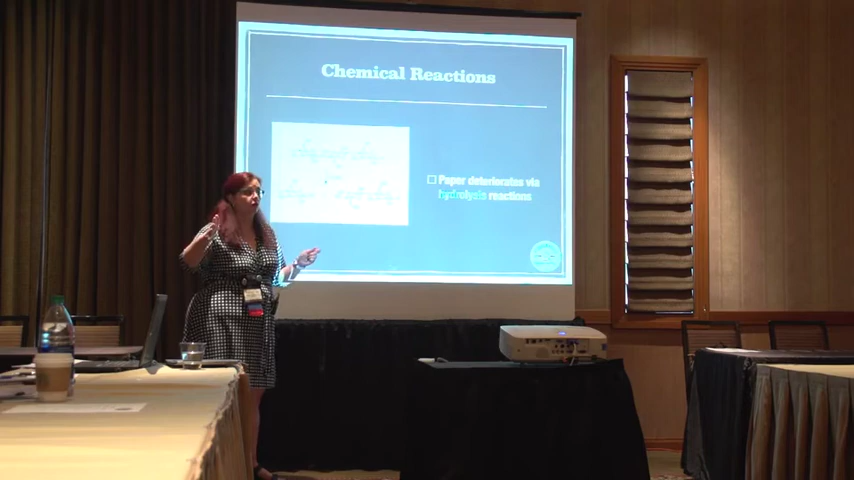 Chemical Reactions
Paper deteriorates via
hydrolysis reactions